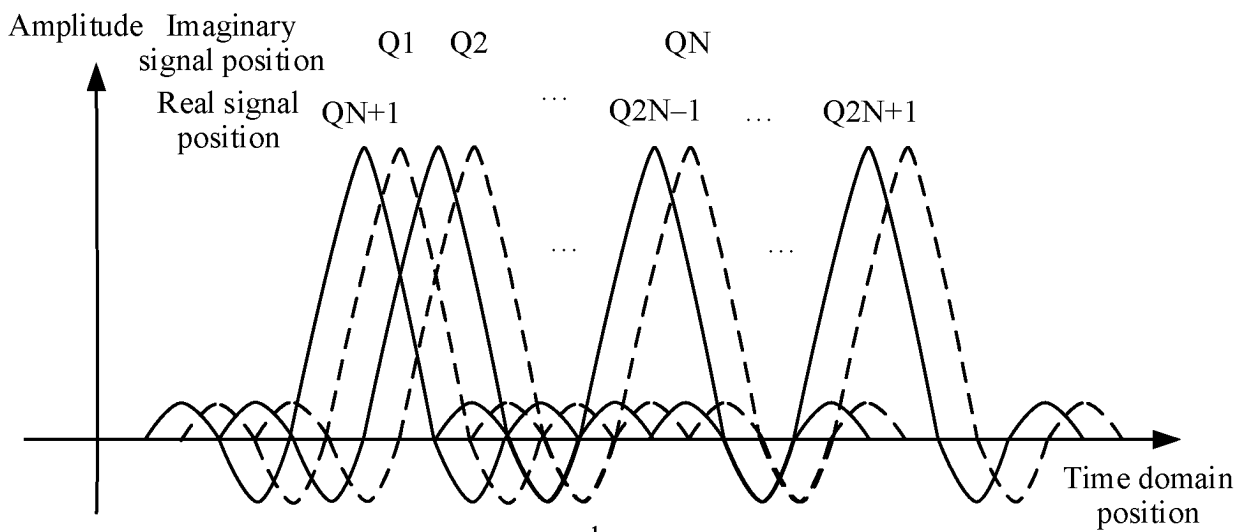 Amplitude
Imaginary
signal position
Q1 Q2 QN
Real signal
position
QN+1 ... Q2N–1 ... Q2N+1
... ...
Time domain
position